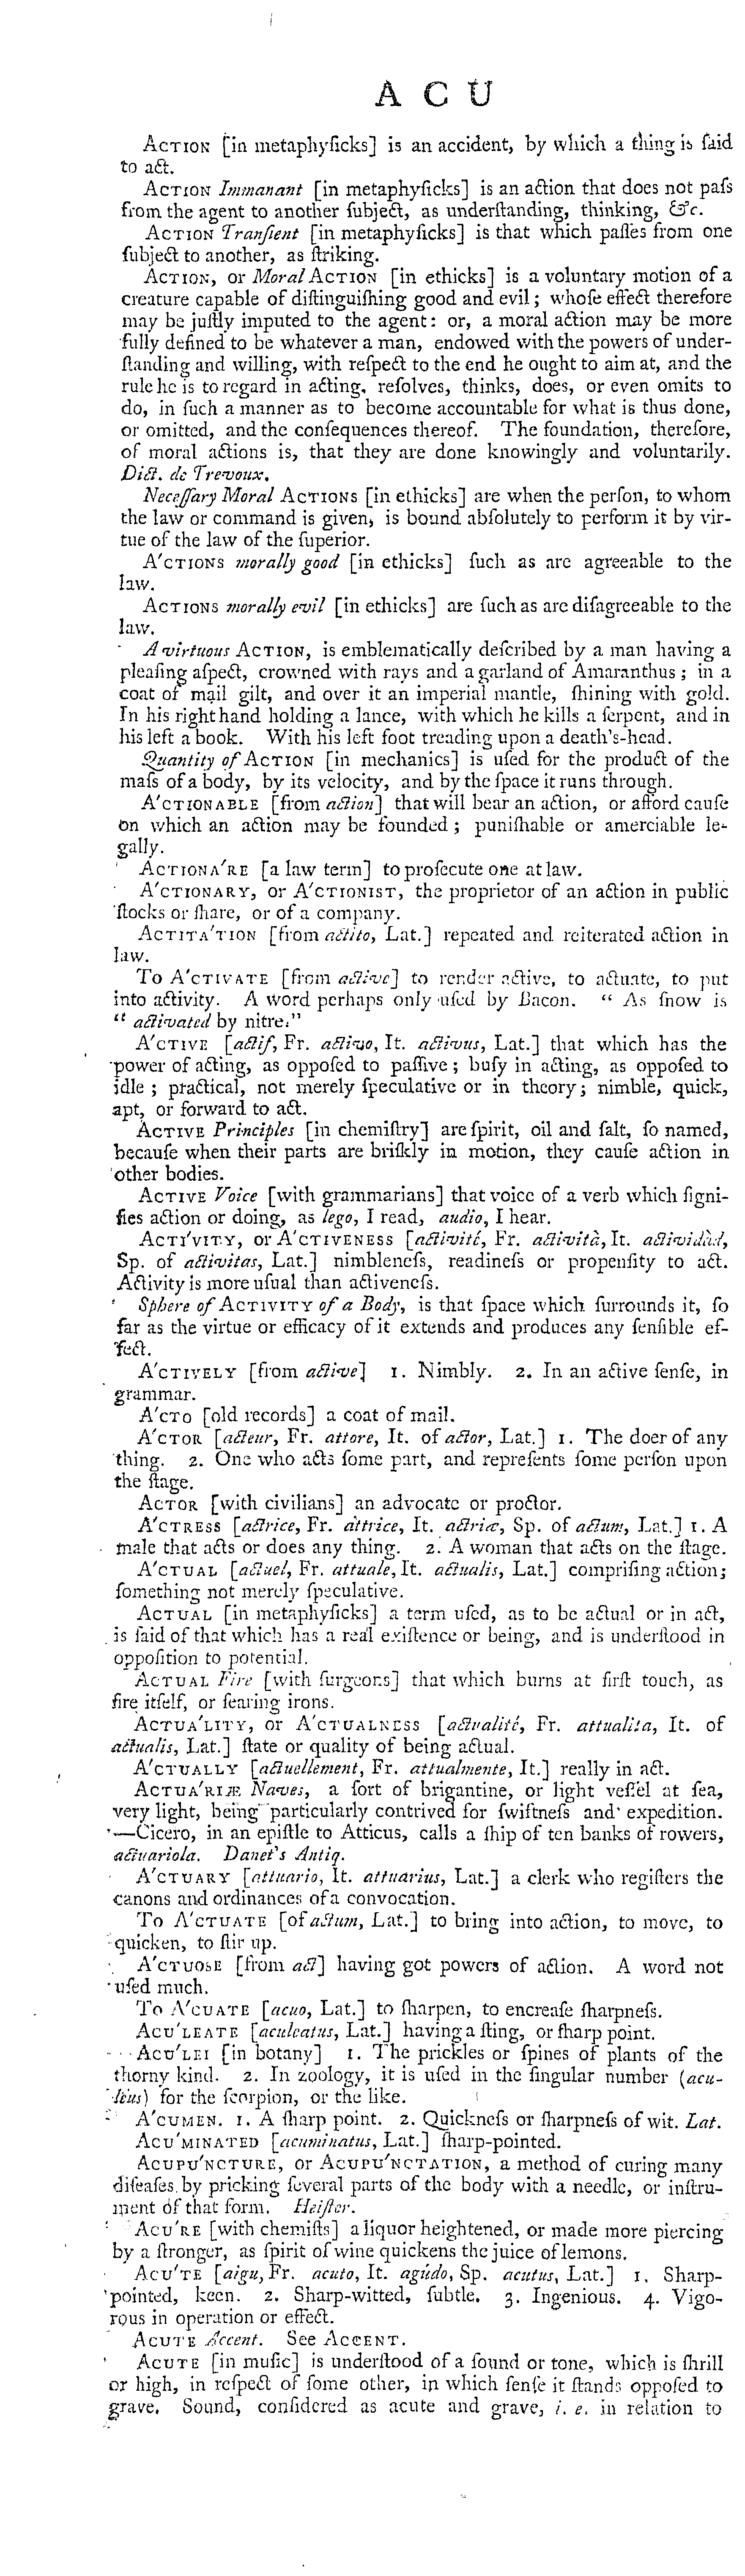 A C U
ACTION [in metaphyſicks] is an accident, by which a thing is ſaid
to act.
ACTION Immanant [in metaphyſicks] is an action that does not paſs
from the agent to another ſubject, as underſtanding, thinking, &c.
ACTION Tranſient [in metaphyſicks] is that which paſſes from one
ſubject to another, as ſtriking.
ACTION, or Moral ACTION [in ethicks] is a voluntary motion of a
creature capable of diſtinguiſhing good and evil; whoſe effect therefore
may be juſtly imputed to the agent: or, a moral action may be more
fully defined to be whatever a man, endowed with the powers of under-
ſtanding and willing, with reſpect to the end he ought to aim at, and the
rule he is to regard in acting, reſolves, thinks, does, or even omits to
do, in ſuch a manner as to become accountable for what is thus done,
or omitted, and the conſequences thereof. The foundation, therefore,
of moral actions is, that they are done knowingly and voluntarily.
Dict. de Trevoux.
Neceſſary Moral ACTIONS [in ethicks] are when the perſon, to whom
the law or command is given, is bound abſolutely to perform it by vir-
tue of the law of the ſuperior.
A'CTIONS morally good [in ethicks] ſuch as are agreeable to the
law.
ACTIONS morally evil [in ethicks] are ſuch as are diſagreeable to the
law.
A virtuous ACTION, is emblematically deſcribed by a man having a
pleaſing aſpect, crowned with rays and a garland of Amaranthus; in a
coat of mail gilt, and over it an imperial mantle, ſhining with gold.
In his right hand holding a lance, with which he kills a ſerpent, and in
his left a book. With his left foot treading upon a death's-head.
Quantity of ACTION [in mechanics] is uſed for the product of the
maſs of a body, by its velocity, and by the ſpace it runs through.
A'CTIONABLE [from action] that will bear an action, or afford cauſe
on which an action may be founded; puniſhable or amerciable le-
gally.
ACTIONA'RE [a law term] to proſecute one at law.
A'CTIONARY, or A'CTIONIST, the proprietor of an action in public
ſtocks or ſhare, or of a company.
ACTITA'TION [from actito, Lat.] repeated and reiterated action in
law.
To A'CTIVATE [from active] to render active, to actuate, to put
into activity. A word perhaps only uſed by Bacon. “ As ſnow is
“ activated by nitre.”
A'CTIVE [actif, Fr. activo, It. activus, Lat.] that which has the
power of acting, as oppoſed to paſſive; buſy in acting, as oppoſed to
idle; practical, not merely ſpeculative or in theory; nimble, quick,
apt, or forward to act.
ACTIVE Principles [in chemiſtry] are ſpirit, oil and ſalt, ſo named,
becauſe when their parts are briſkly in motion, they cauſe action in
other bodies.
ACTIVE Voice [with grammarians] that voice of a verb which ſigni-
fies action or doing, as lego, I read, audio, I hear.
ACTI'VITY, or A'CTIVENESS [activité, Fr. activitá, It. actividàd,
Sp. of activitas, Lat.] nimbleneſs, readineſs or propenſity to act.
Activity is more uſual than activeneſs.
Sphere of ACTIVITY of a Body, is that ſpace which ſurrounds it, ſo
far as the virtue or efficacy of it extends and produces any ſenſible ef-
fect.
A'CTIVELY [from active] 1. Nimbly. 2. In an active ſenſe, in
grammar.
A'CTO [old records] a coat of mail.
A'CTOR [acteur, Fr. attore, It. of actor, Lat.] 1. The doer of any
thing. 2. One who acts ſome part, and repreſents ſome perſon upon
the ſtage.
ACTOR [with civilians] an advocate or proctor.
A'CTRESS [actrice, Fr. attrice, It. actriz, Sp. of actum, Lat.] 1. A
male that acts or does any thing. 2. A woman that acts on the ſtage.
A'CTUAL [actuel, Fr. attuale, It. actualis, Lat.] compriſing action;
ſomething not merely ſpeculative.
ACTUAL [in metaphyſicks] a term uſed, as to be actual or in act,
is ſaid of that which has a real exiſtence or being, and is underſtood in
oppoſition to potential.
ACTUAL Fire [with ſurgeons] that which burns at firſt touch, as
fire itſelf, or ſearing irons.
ACTUA'LITY, or A'CTUALNESS [actualité, Fr. attualita, It. of
actualis, Lat.] ſtate or quality of being actual.
A'CTUALLY [actuellement, Fr. attualmente, It.] really in act.
ACTUA'RIÆ Naves, a ſort of brigantine, or light veſſel at ſea,
very light, being particularly contrived for ſwiftneſs and expedition.
—Cicero, in an epiſtle to Atticus, calls a ſhip of ten banks of rowers,
actuariola. Danet's Antiq.
A'CTUARY [attuario, It. attuarius, Lat.] a clerk who regiſters the
canons and ordinances of a convocation.
To A'CTUATE [of actum, Lat.] to bring into action, to move, to
quicken, to ſtir up.
A'CTUOSE [from act] having got powers of action. A word not
uſed much.
To A'CUATE [acuo, Lat.] to ſharpen, to encreaſe ſharpneſs.
ACU'LEATE [aculeatus, Lat.] having a ſting, or ſharp point.
ACU'LEI [in botany] 1. The prickles or ſpines of plants of the
thorny kind. 2. In zoology, it is uſed in the ſingular number (acu-
leus) for the ſcorpion, or the like.
A'CUMEN. 1. A ſharp point. 2. Quickneſs or ſharpneſs of wit. Lat.
ACU'MINATED [acuminatus, Lat.] ſharp-pointed.
ACUPU'NCTURE, or ACUPU'NCTATION, a method of curing many
diſeaſes by pricking ſeveral parts of the body with a needle, or inſtru-
ment of that form. Heiſter.
ACU'RE [with chemiſts] a liquor heightened, or made more piercing
by a ſtronger, as ſpirit of wine quickens the juice of lemons.
ACU'TE [aigu, Fr. acuto, It. agúdo, Sp. acutus, Lat.] 1. Sharp-
pointed, keen. 2. Sharp-witted, ſubtle. 3. Ingenious. 4. Vigo-
rous in operation or effect.
ACUTE Accent. See ACCENT.
ACUTE [in muſic] is underſtood of a ſound or tone, which is ſhrill
or high, in reſpect of ſome other, in which ſenſe it ſtands oppoſed to
grave. Sound, conſidered as acute and grave, i. e. in relation to